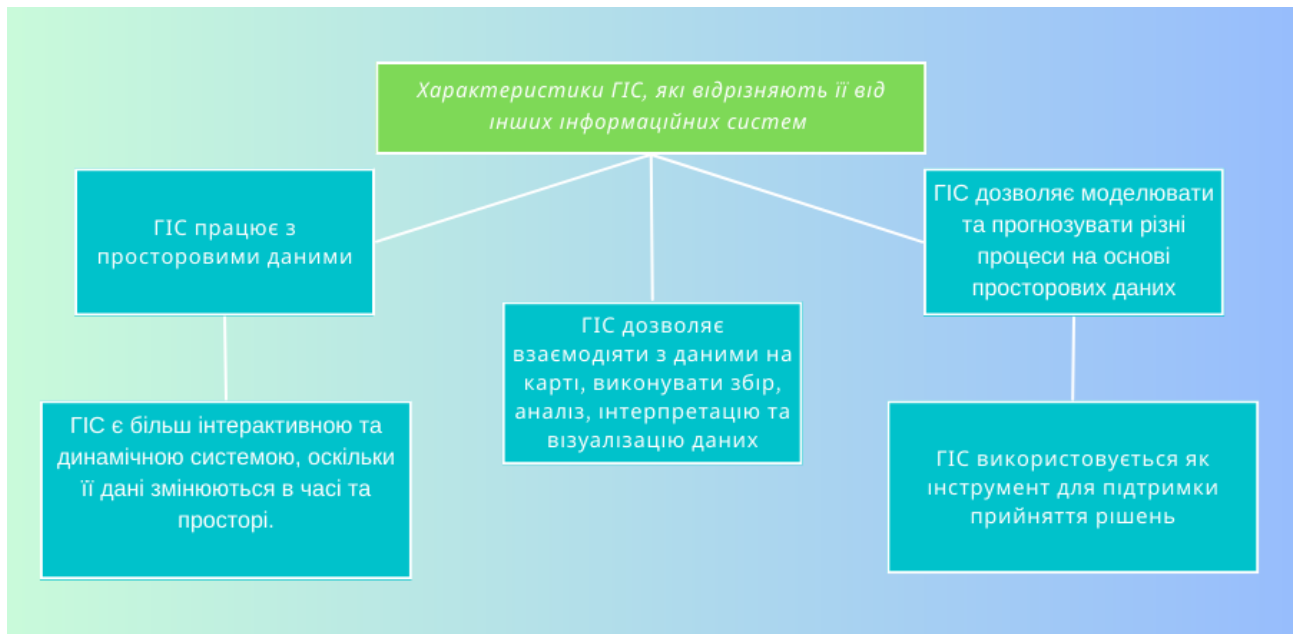 Характеристики ГІС, які відрізняють її від
інших інформаційних систем
ГІС працює з
просторовими даними
ГІС є більш інтерактивною та
динамічною системою, оскільки
її дані змінюються в часі та
просторі.
ГІС дозволяє
взаємодіяти з даними на
карті, виконувати збір,
аналіз, інтерпретацію та
візуалізацію даних
ГІС дозволяє моделювати
та прогнозувати різні
процеси на основі
просторових даних
ГІС використовується як
інструмент для підтримки
прийняття рішень